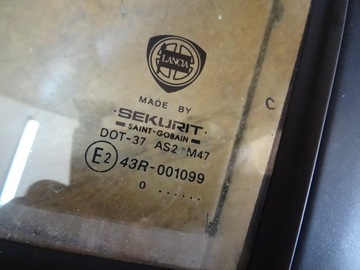 LANCIA
MADE BY
SEKURIT
SAINT-GOBAIN
DOT-37 AS2 M47
E2 43R-001099
o ......
C